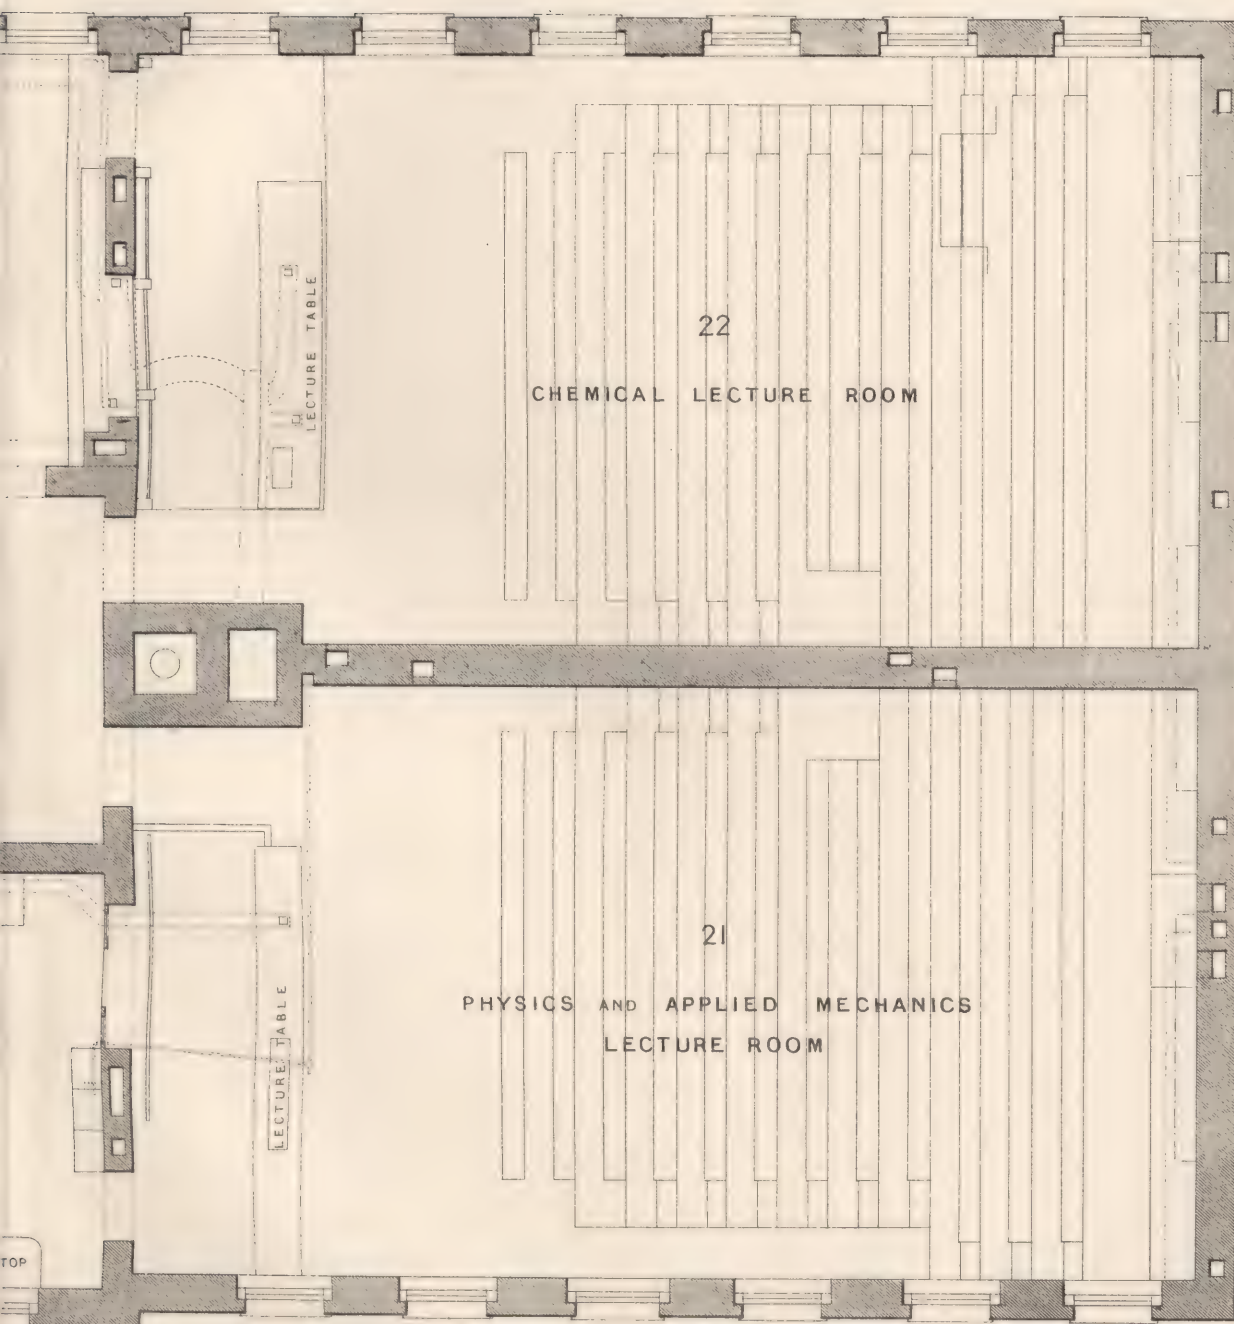 LECTURE TABLE
22
CHEMICAL LECTURE ROOM
21
PHYSICS AND APPLIED MECHANICS
LECTURE ROOM
LECTURE TABLE
TOP